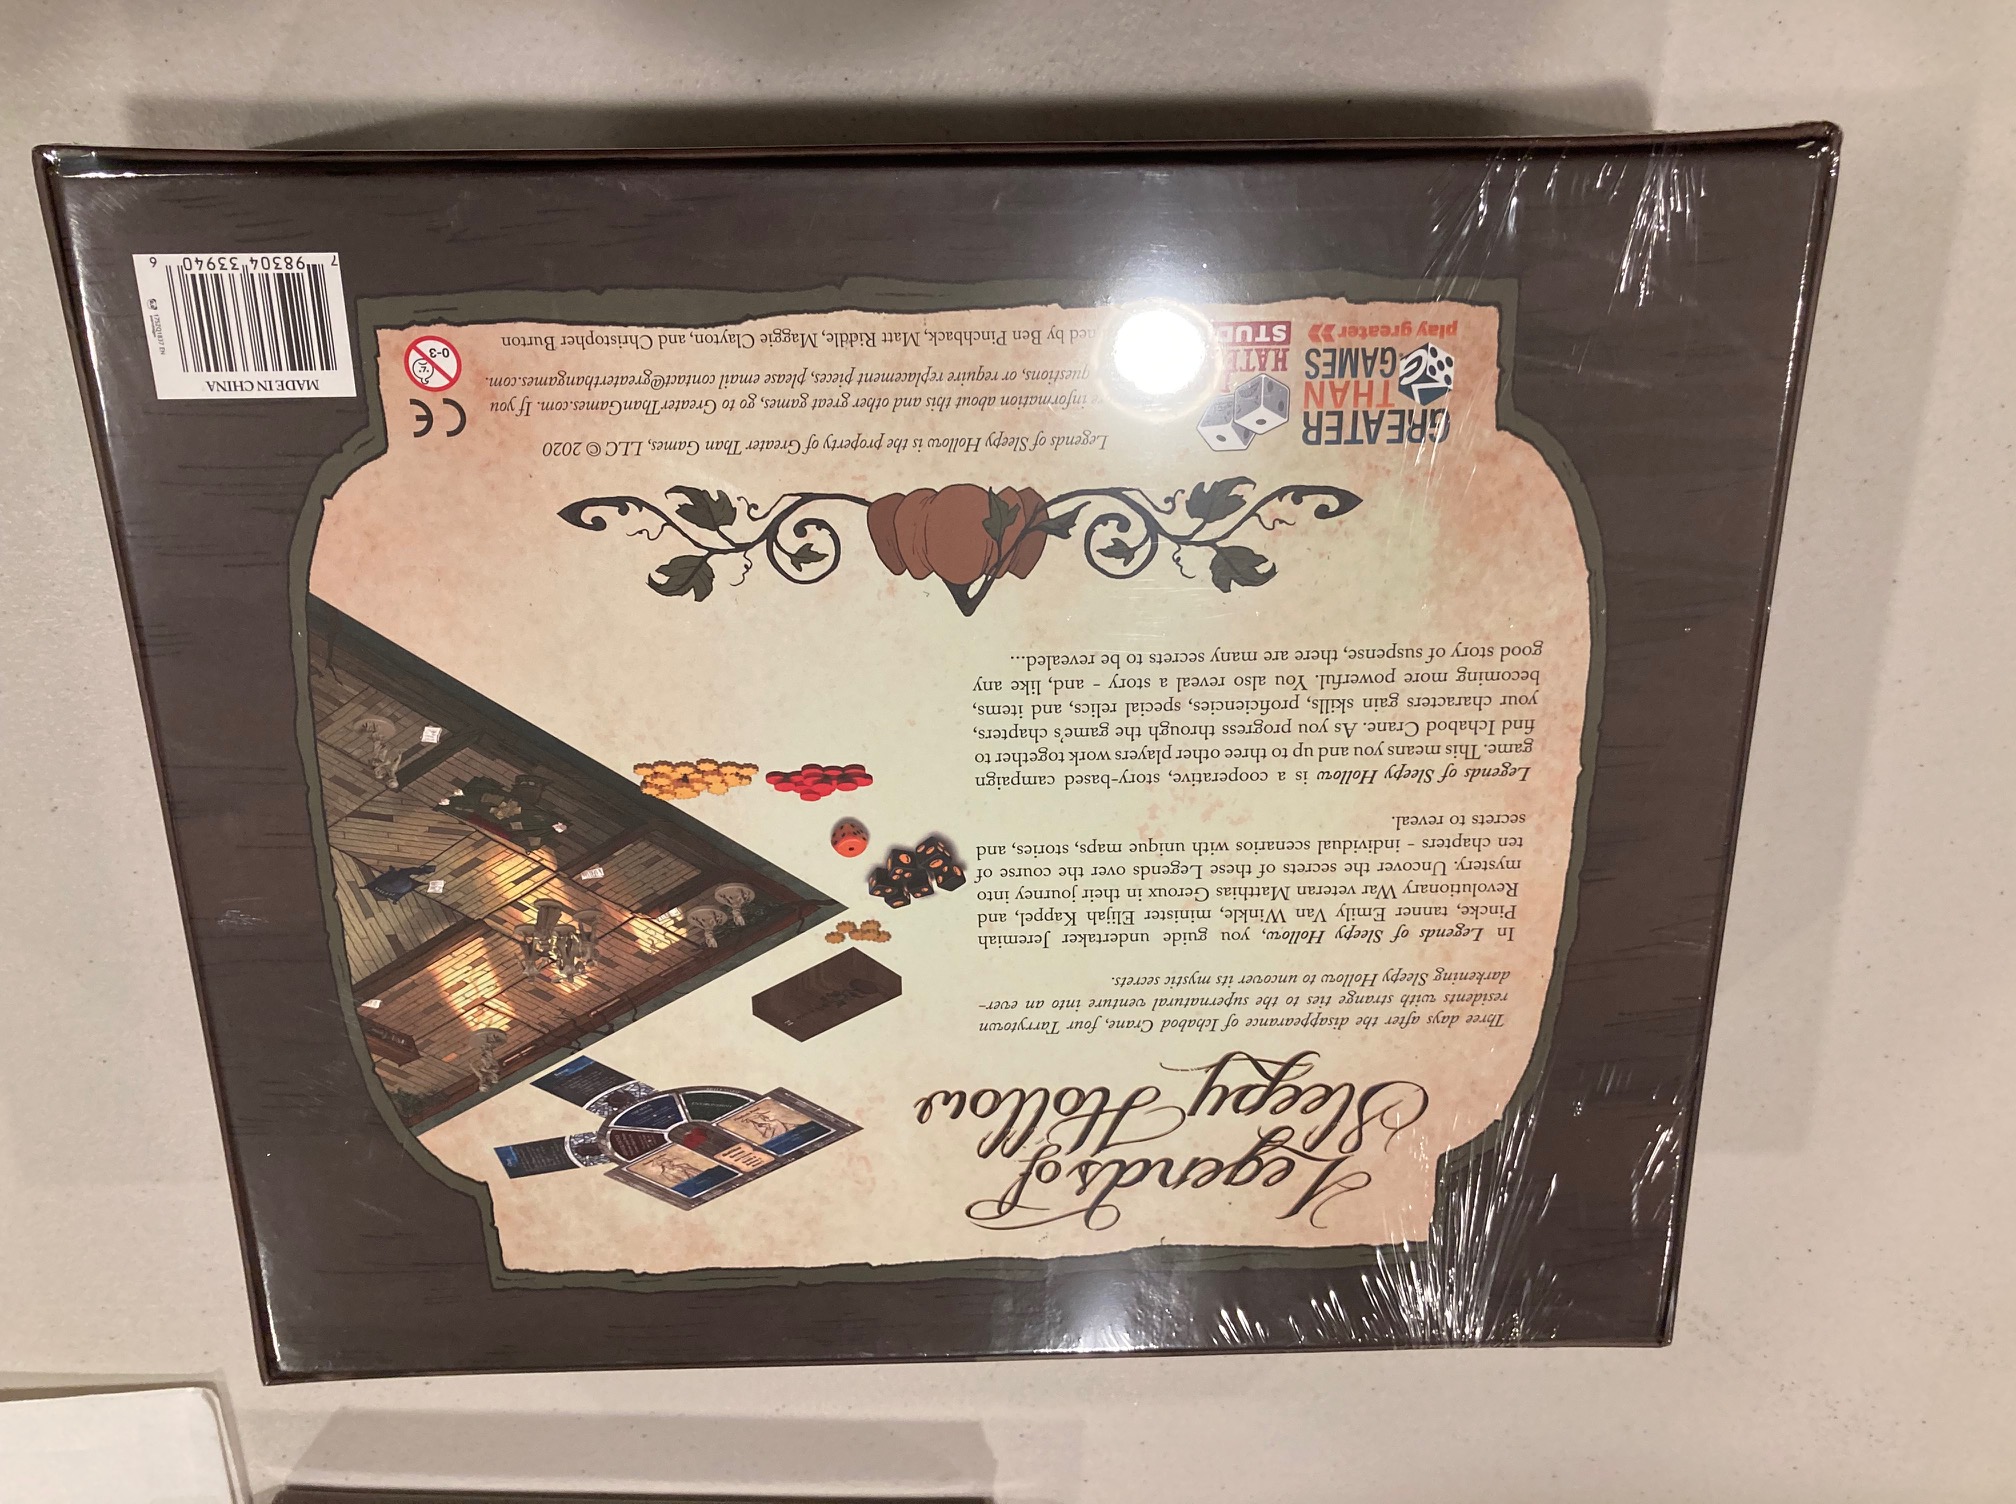 Legends of
Sleepy Hollow
Three days after the disappearance of Ichabod Crane, four Tarrytown
residents with strange ties to the supernatural venture into an ever-
darkening Sleepy Hollow to uncover its mystic secrets.
In Legends of Sleepy Hollow, you guide undertaker Jeremiah
Pincke, tanner Emily Van Winkle, minister Elijah Kappel, and
Revolutionary War veteran Matthias Geroux in their journey into
mystery. Uncover the secrets of these Legends over the course of
ten chapters - individual scenarios with unique maps, stories, and
secrets to reveal.
Legends of Sleepy Hollow is a cooperative, story-based campaign
game. This means you and up to three other players work together to
find Ichabod Crane. As you progress through the game's chapters,
your characters gain skills, proficiencies, special relics, and items,
becoming more powerful. You also reveal a story - and, like any
good story of suspense, there are many secrets to be revealed...
GREATER
THAN
GAMES
play greater
Legends of Sleepy Hollow is the property of Greater Than Games, LLC © 2020
information about this and other great games, go to GreaterThanGames.com. If you
questions, or require replacement pieces, please email contact@greaterthangames.com.
by Ben Pinchback, Matt Riddle, Maggie Clayton, and Christopher Burton
CE
0-3
MADE IN CHINA
7 98304 33940 6